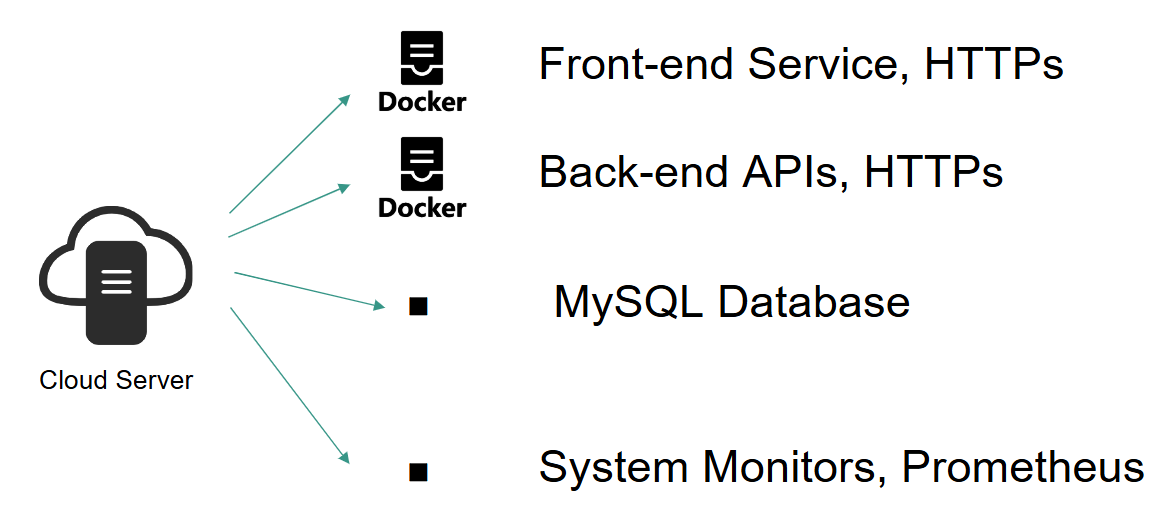 Docker
Front-end Service, HTTPs
Docker
Back-end APIs, HTTPs
MySQL Database
Cloud Server
System Monitors, Prometheus